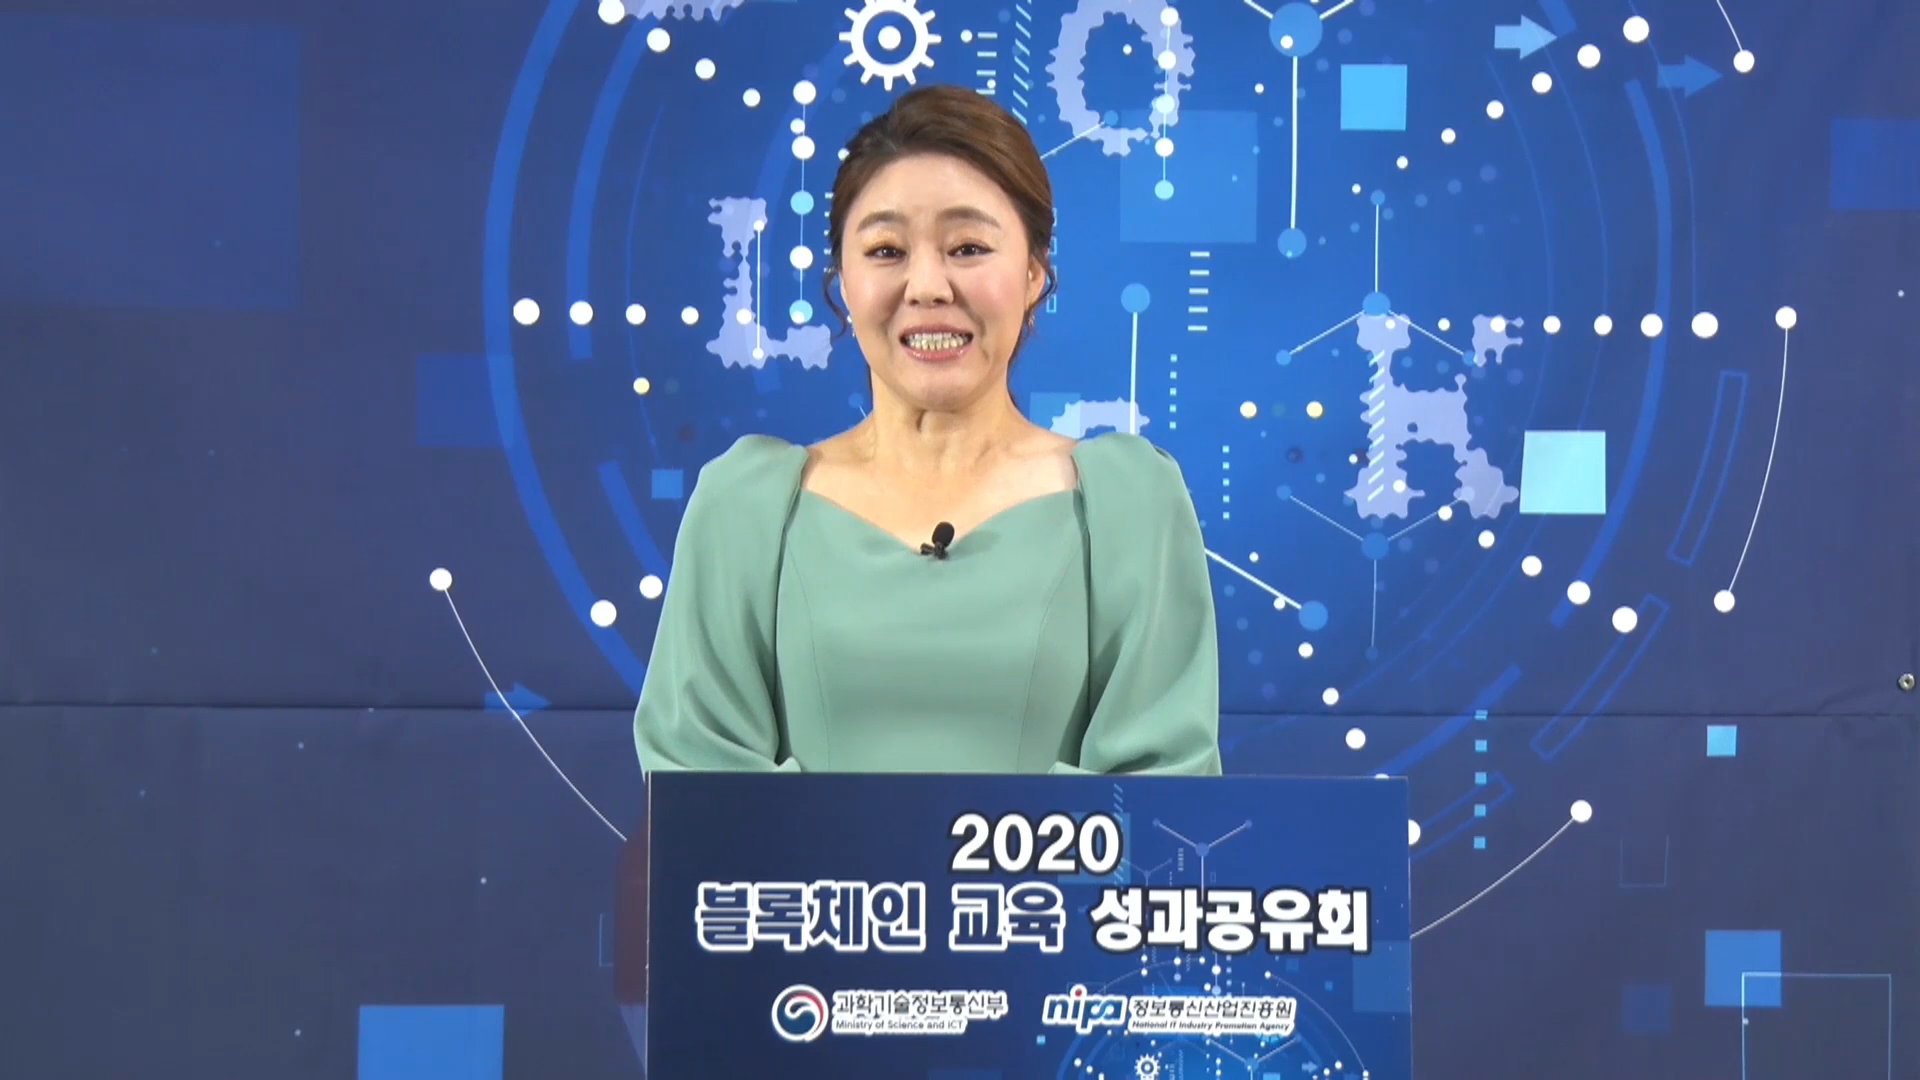 2020
블록체인 교육 성과공유회
과학기술정보통신부
Ministry of Science and ICT
nipa 정보통신산업진흥원
National IT Industry Promotion Agency